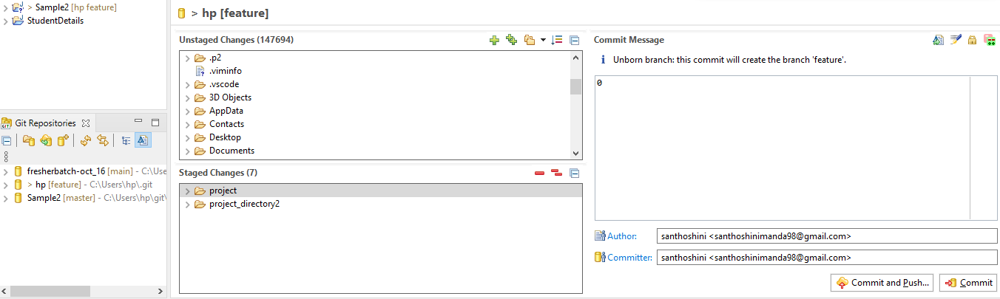 > Sample2 [hp feature]
StudentDetails
Git Repositories
fresherbatch-oct_16 [main] - C:\Use
> hp [feature] - C:\Users\hp\.git
Sample2 [master] - C:\Users\hp\git\
> hp [feature]
Unstaged Changes (147694)
.p2
.viminfo
.vscode
3D Objects
AppData
Contacts
Desktop
Documents
Staged Changes (7)
project
project_directory2
Commit Message
Unborn branch: this commit will create the branch 'feature'.
0
Author: santhoshini <santhoshinimanda98@gmail.com>
Committer: santhoshini <santhoshinimanda98@gmail.com>
Commit and Push... Commit